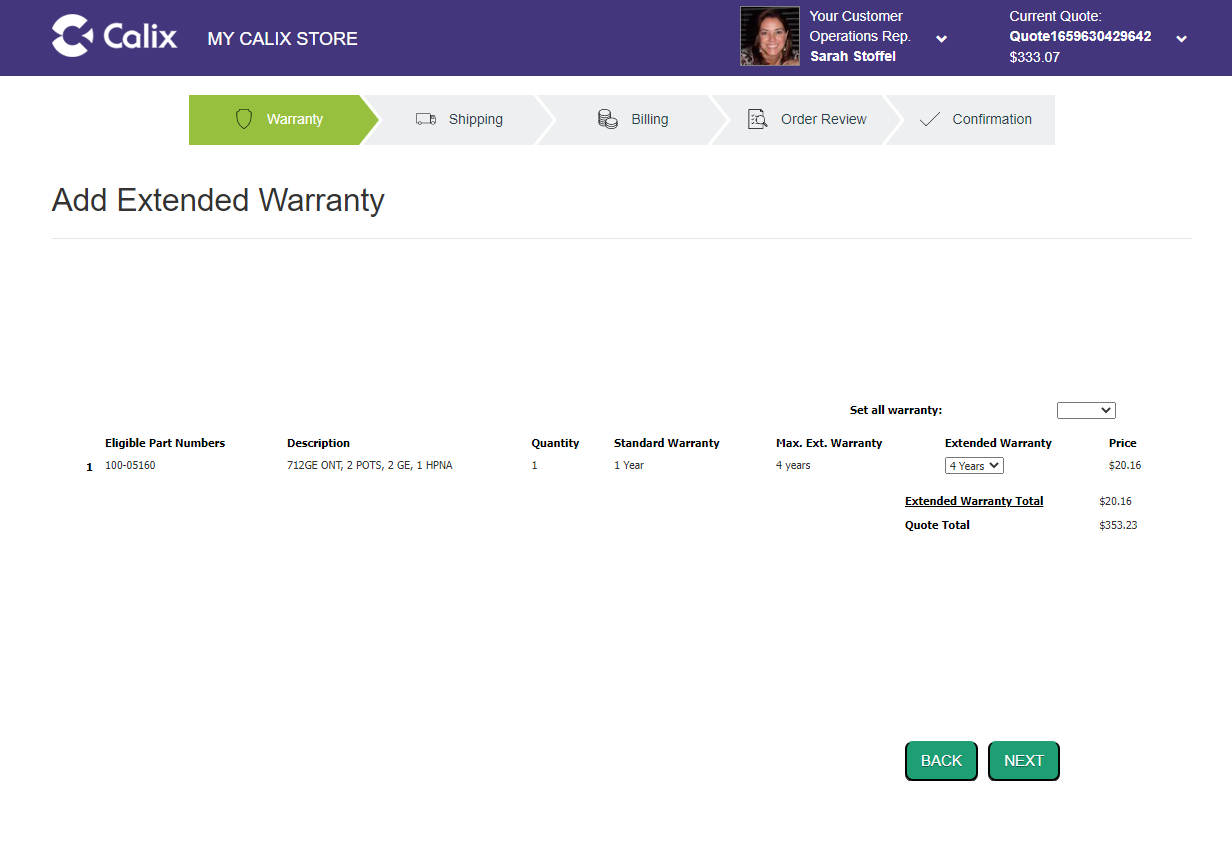 Calix
MY CALIX STORE
Your Customer
Operations Rep.
Sarah Stoffel
Current Quote:
Quote1659630429642
$333.07
Warranty
Shipping
Billing
Order Review
Confirmation
Add Extended Warranty
Set all warranty:
Eligible Part Numbers Description Quantity Standard Warranty Max. Ext. Warranty Extended Warranty Price
1 100-05160 712GE ONT, 2 POTS, 2 GE, 1 HPNA 1 1 Year 4 years 4 Years $20.16
Extended Warranty Total $20.16
Quote Total $353.23
BACK NEXT